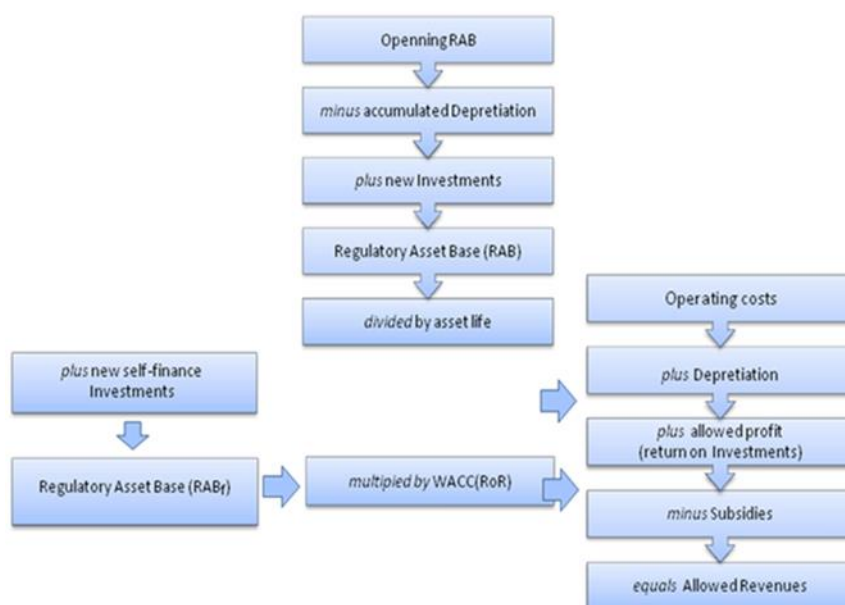 Openning RAB
minus accumulated Depretiation
plus new Investments
Regulatory Asset Base (RAB)
divided by asset life
plus new self-finance
Investments
Regulatory Asset Base (RABf)
multipied by WACC(RoR)
Operating costs
plus Depretiation
plus allowed profit
(return on Investments)
minus Subsidies
equals Allowed Revenues